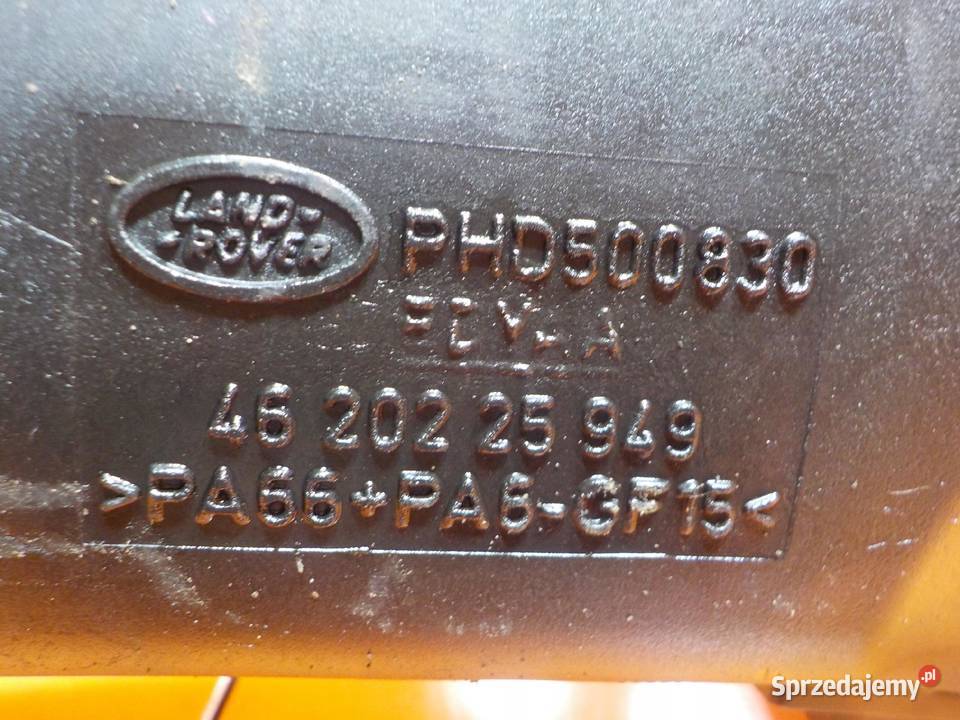 LAND-
-ROVER
PHD500830
46 202 25 949
>PA66+PA6-GF15<
Sprzedajemy.pl